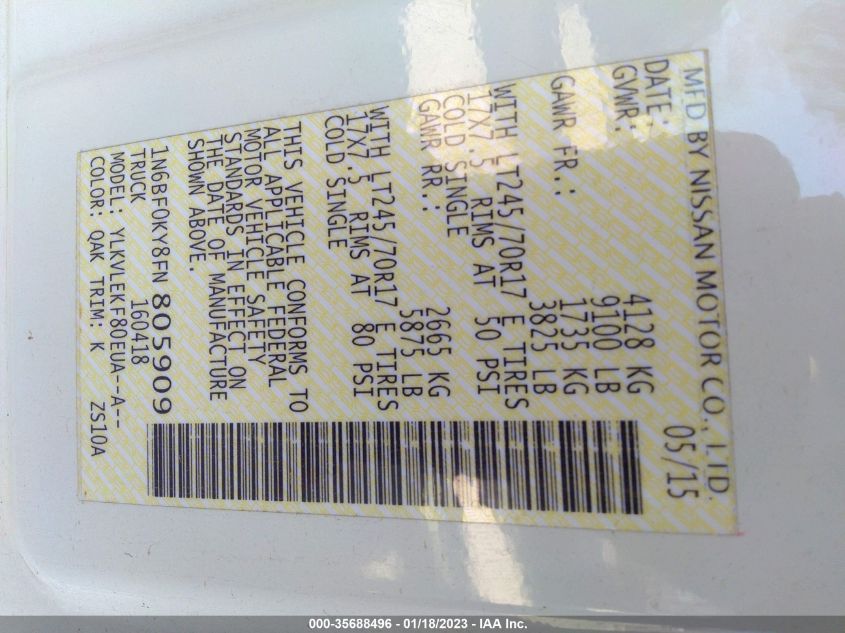 MFD BY NISSAN MOTOR CO., LTD.
DATE: 05/15
GVWR: 4128 KG
9100 LB
GAWR FR.: 1735 KG
3825 LB
WITH LT245/70R17 E TIRES
17X7.5 RIMS AT 50 PSI
COLD SINGLE
GAWR RR.: 2665 KG
5875 LB
WITH LT245/70R17 E TIRES
17X7.5 RIMS AT 80 PSI
COLD SINGLE
THIS VEHICLE CONFORMS TO
ALL APPLICABLE FEDERAL
MOTOR VEHICLE SAFETY
STANDARDS IN EFFECT ON
THE DATE OF MANUFACTURE
SHOWN ABOVE.
1N6BF0KY8FN805909
TRUCK 160418
MODEL: YLKVLEKF80EUA--A--
COLOR: QAK TRIM: K ZS10A
000-35688496 - 01/18/2023 - IAA Inc.